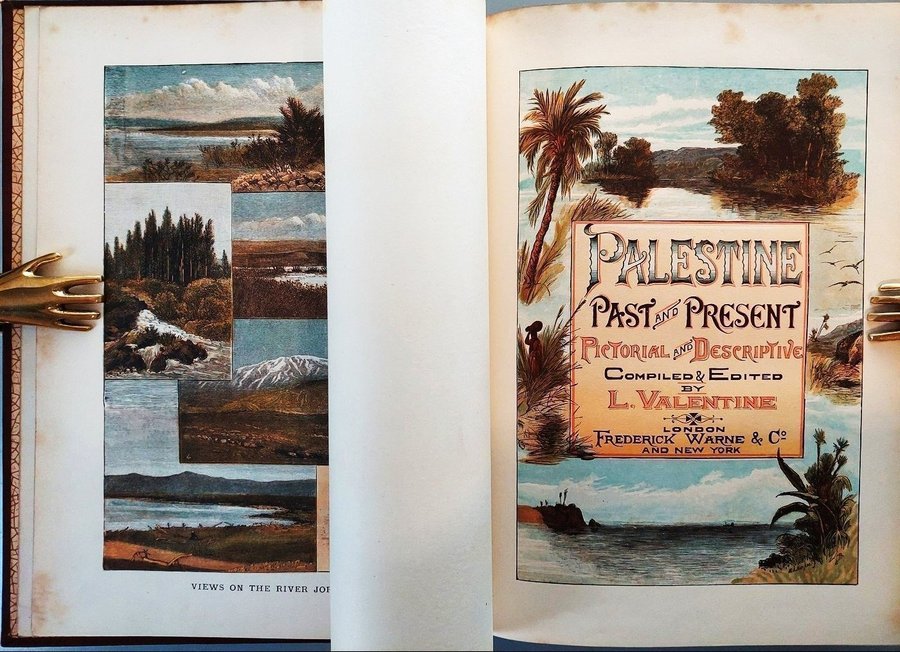 VIEWS ON THE RIVER
PALESTINE
PAST AND PRESENT
PICTORIAL AND DESCRIPTIVE
COMPILED & EDITED
BY
L. VALENTINE
LONDON
FREDERICK WARNE & Co
AND NEW YORK